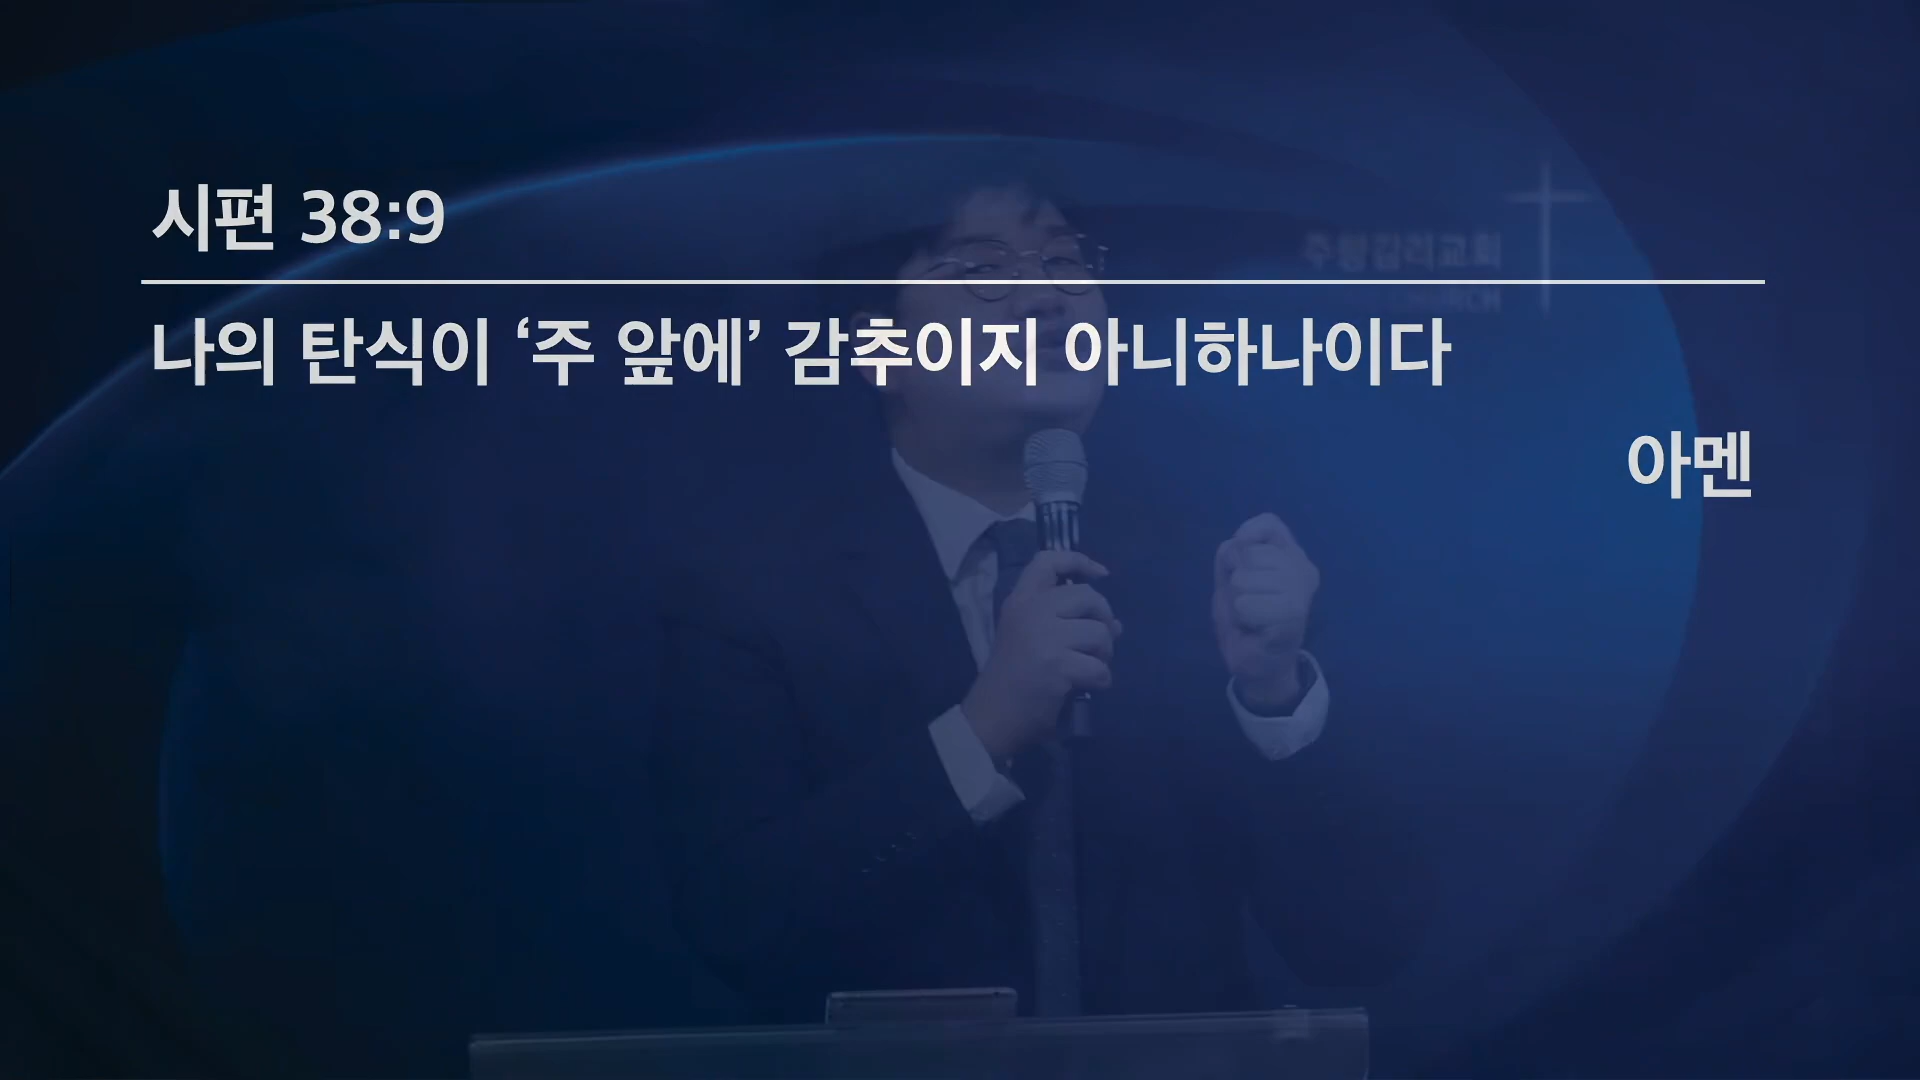 시편 38:9
나의 탄식이 ‘주 앞에’ 감추이지 아니하나이다
아멘